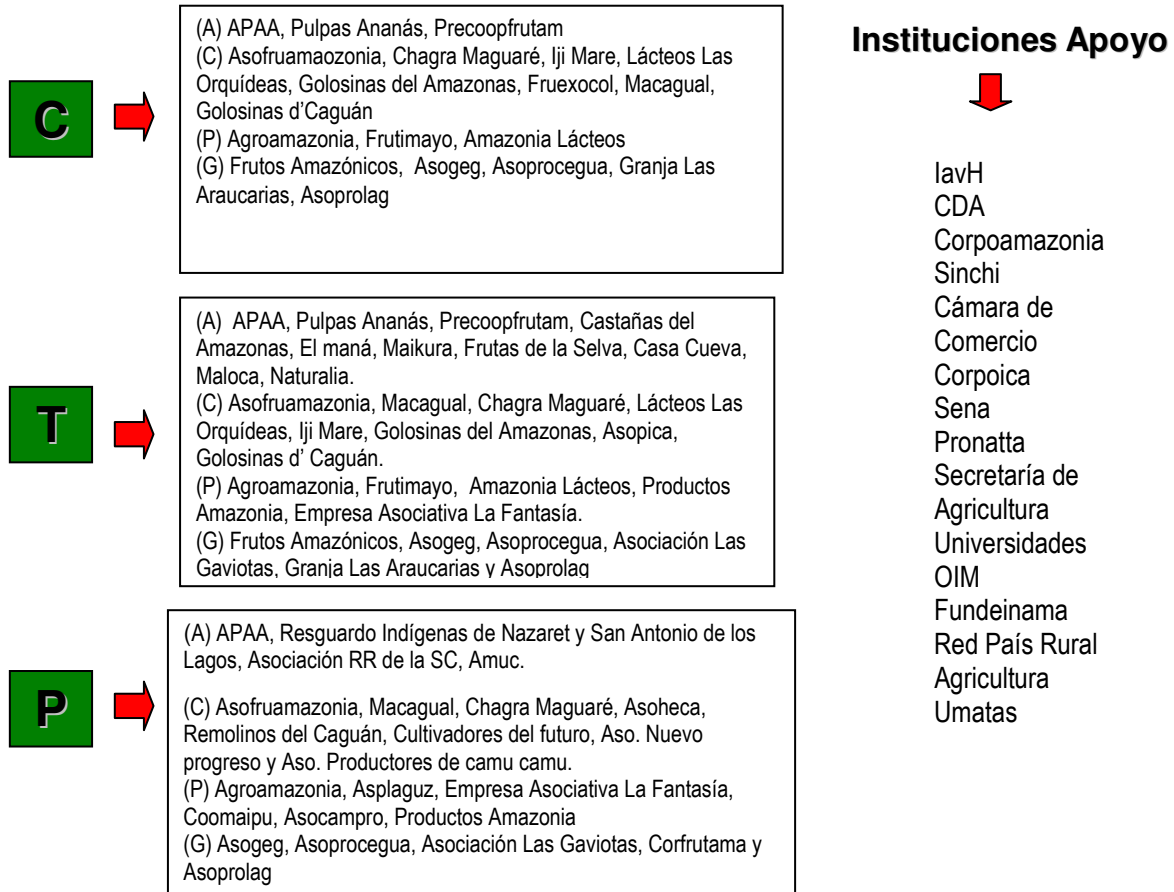 C
(A) APAA, Pulpas Ananás, Precoopfrutam
(C) Asofruamaozonia, Chagra Maguaré, Iji Mare, Lácteos Las
Orquídeas, Golosinas del Amazonas, Fruexocol, Macagual,
Golosinas d'Caguán
(P) Agroamazonia, Frutimayo, Amazonia Lácteos
(G) Frutos Amazónicos, Asogeg, Asoprocegua, Granja Las
Araucarias, Asoprolag
T
(A) APAA, Pulpas Ananás, Precoopfrutam, Castañas del
Amazonas, El maná, Maikura, Frutas de la Selva, Casa Cueva,
Maloca, Naturalia.
(C) Asofruamazonia, Macagual, Chagra Maguaré, Lácteos Las
Orquídeas, Iji Mare, Golosinas del Amazonas, Asopica,
Golosinas d' Caguán.
(P) Agroamazonia, Frutimayo, Amazonia Lácteos, Productos
Amazonia, Empresa Asociativa La Fantasía.
(G) Frutos Amazónicos, Asogeg, Asoprocegua, Asociación Las
Gaviotas, Granja Las Araucarias y Asoprolag
P
(A) APAA, Resguardo Indígenas de Nazaret y San Antonio de los
Lagos, Asociación RR de la SC, Amuc.
(C) Asofruamazonia, Macagual, Chagra Maguaré, Asoheca,
Remolinos del Caguán, Cultivadores del futuro, Aso. Nuevo
progreso y Aso. Productores de camu camu.
(P) Agroamazonia, Asplaguz, Empresa Asociativa La Fantasía,
Coomaipu, Asocampro, Productos Amazonia
(G) Asogeg, Asoprocegua, Asociación Las Gaviotas, Corfrutama y
Asoprolag
Instituciones Apoyo
IavH
CDA
Corpoamazonia
Sinchi
Cámara de
Comercio
Corpoica
Sena
Pronatta
Secretaría de
Agricultura
Universidades
OIM
Fundeinama
Red País Rural
Agricultura
Umatas